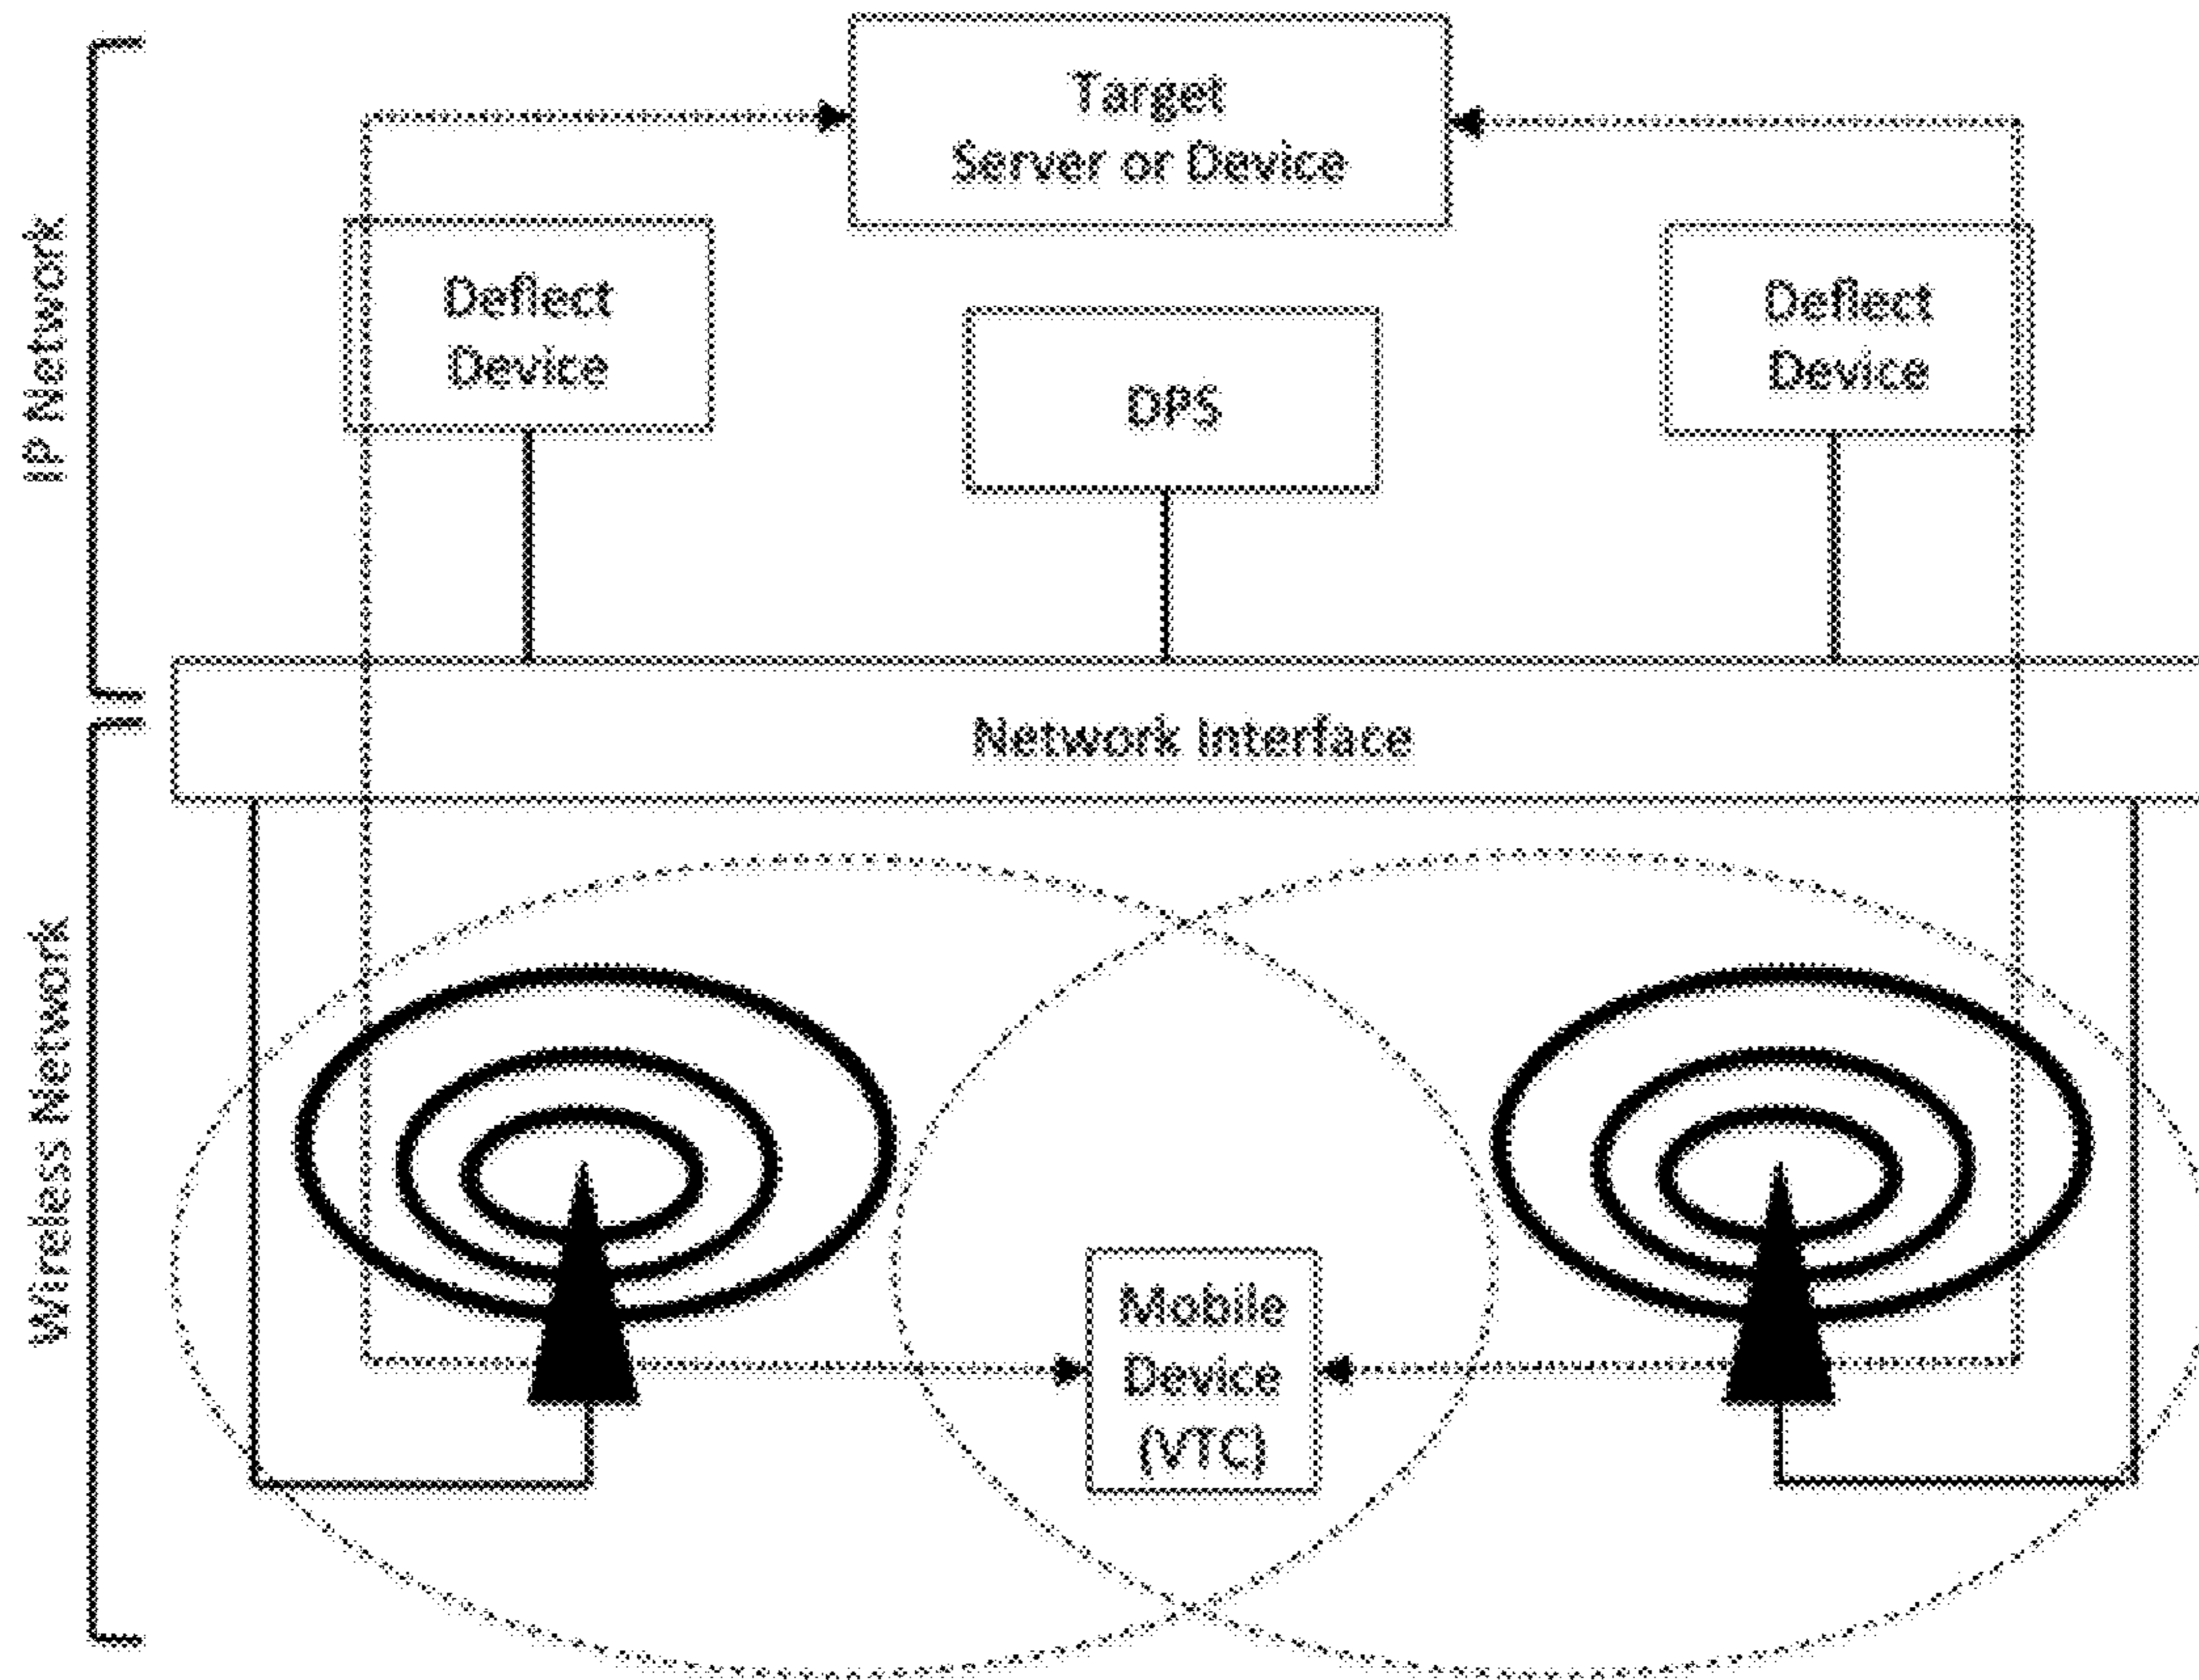 Target
Server or Device
IP Network
Deflect
Device
DPS
Deflect
Device
Network Interface
Wireless Network
Mobile
Device
(VTC)